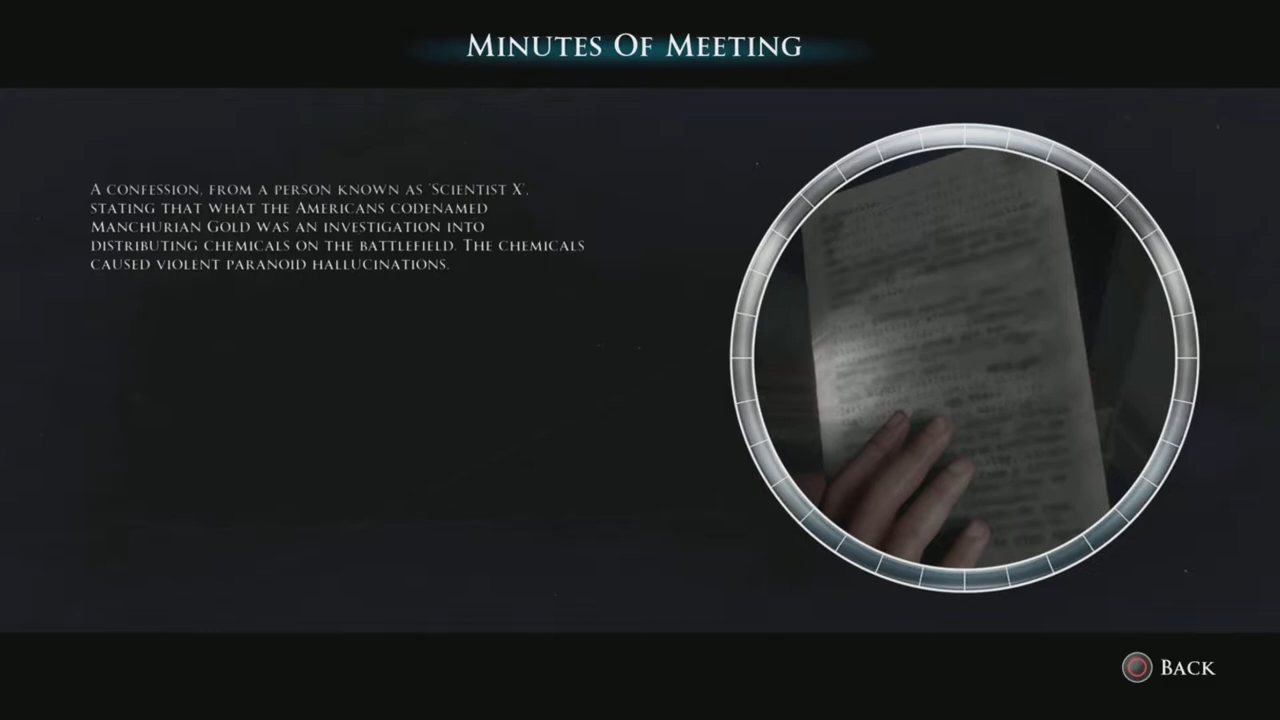 Minutes Of Meeting
A confession, from a person known as 'Scientist X',
stating that what the Americans codenamed
Manchurian Gold was an investigation into
distributing chemicals on the battlefield. The chemicals
caused violent paranoid hallucinations.
Back